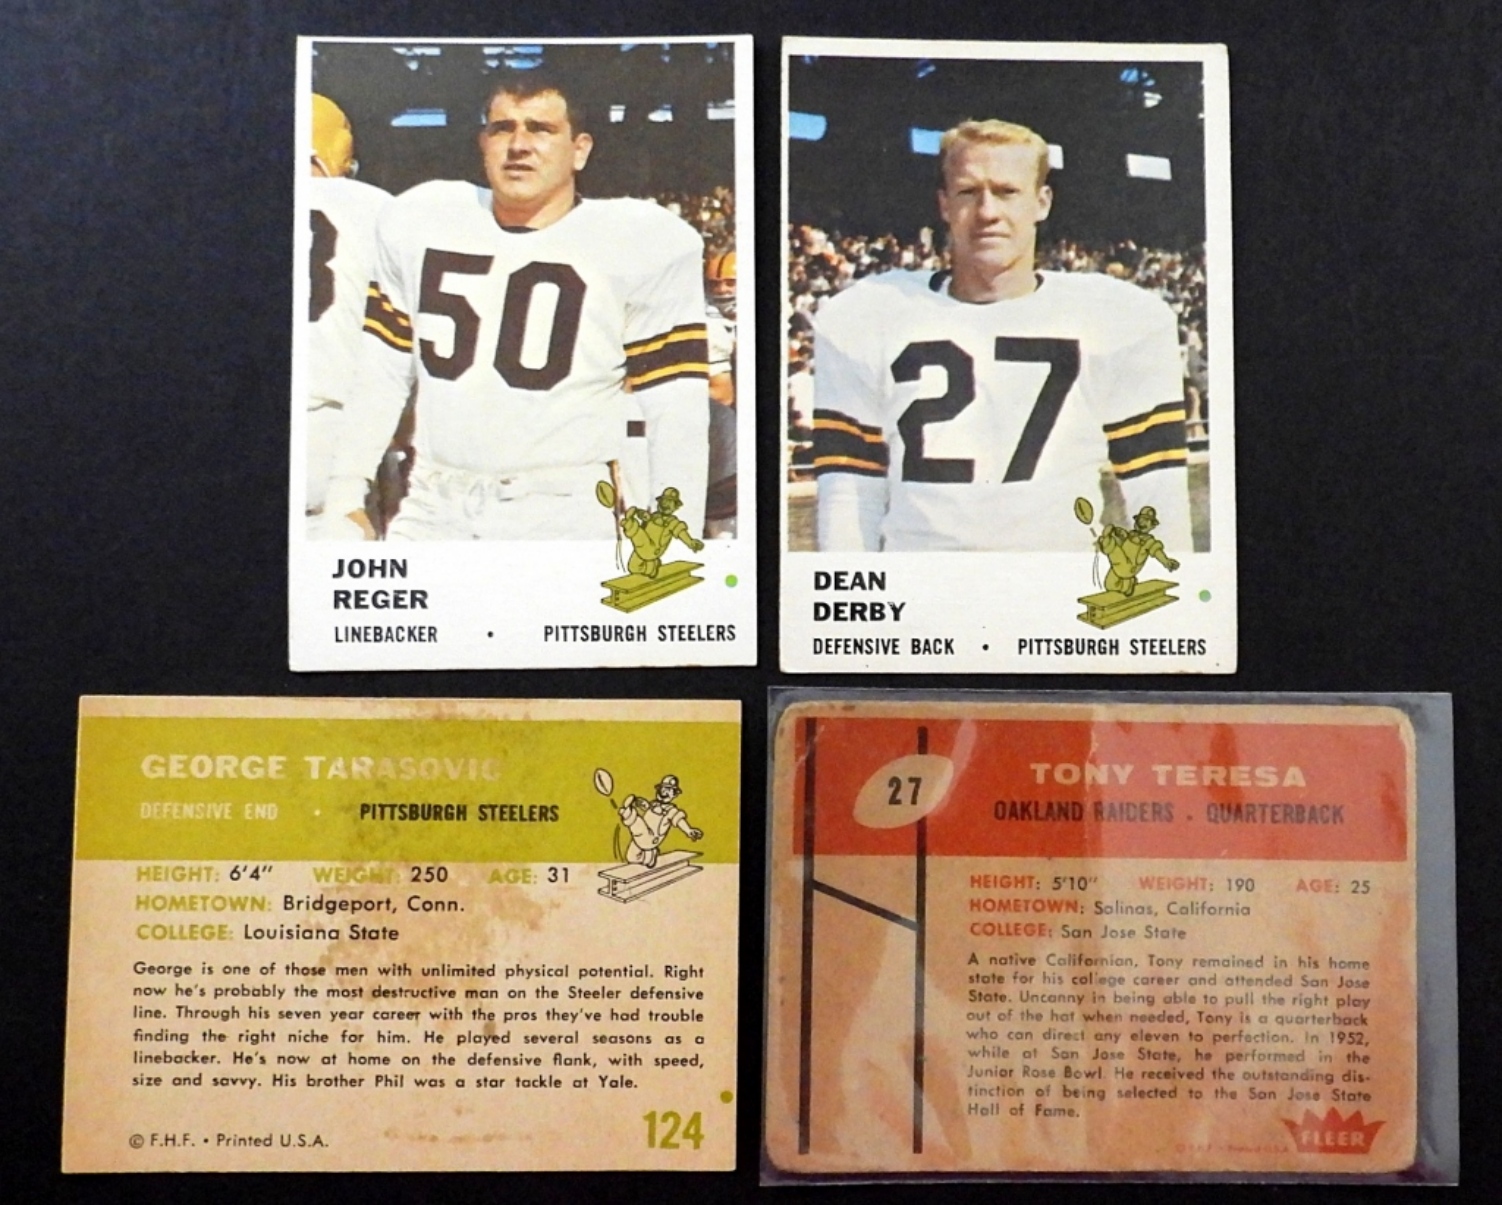 50
JOHN
REGER
LINEBACKER • PITTSBURGH STEELERS
27
DEAN
DERBY
DEFENSIVE BACK • PITTSBURGH STEELERS
GEORGE TARASOVIC
DEFENSIVE END • PITTSBURGH STEELERS
HEIGHT: 6'4" WEIGHT: 250 AGE: 31
HOMETOWN: Bridgeport, Conn.
COLLEGE: Louisiana State
George is one of those men with unlimited physical potential. Right
now he's probably the most destructive man on the Steeler defensive
line. Through his seven year career with the pros they've had trouble
finding the right niche for him. He played several seasons as a
linebacker. He's now at home on the defensive flank, with speed,
size and savvy. His brother Phil was a star tackle at Yale.
© F.H.F. • Printed U.S.A.
124
27
TONY TERESA
OAKLAND RAIDERS . QUARTERBACK
HEIGHT: 5'10" WEIGHT: 190 AGE: 25
HOMETOWN: Salinas, California
COLLEGE: San Jose State
A native Californian, Tony remained in his home
state for his college career and attended San Jose
State. Uncanny in being able to pull the right play
out of the hat when needed, Tony is a quarterback
who can direct any eleven to perfection. In 1952,
while at San Jose State, he performed in the
Junior Rose Bowl. He received the outstanding dis-
tinction of being selected to the San Jose State
Hall of Fame.
FLEER